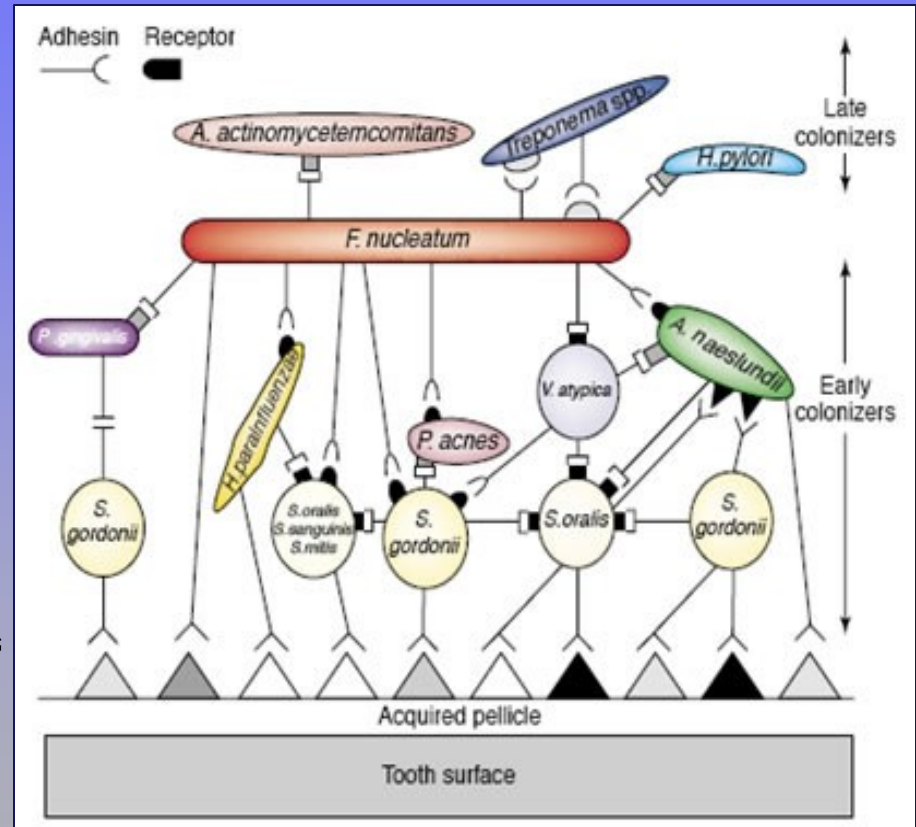 Adhesin Receptor
Late
colonizers
A. actinomycetemcomitans
Treponema spp.
H. pylori
F. nucleatum
P. gingivalis
H. parainfluenzae
V. atypica
A. naeslundii
Early
colonizers
P. acnes
S.
gordonii
S.oralis
S.sanguinis
S.mitis
S.
gordonii
S.oralis
S.
gordonii
Acquired pellicle
Tooth surface